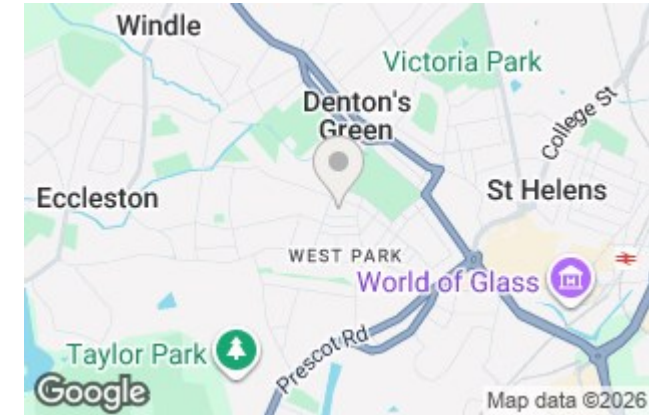 Windle
Victoria Park
Denton's
Green
College St
Eccleston
St Helens
WEST PARK
World of Glass
Taylor Park
Prescot Rd
Google
Map data ©2026